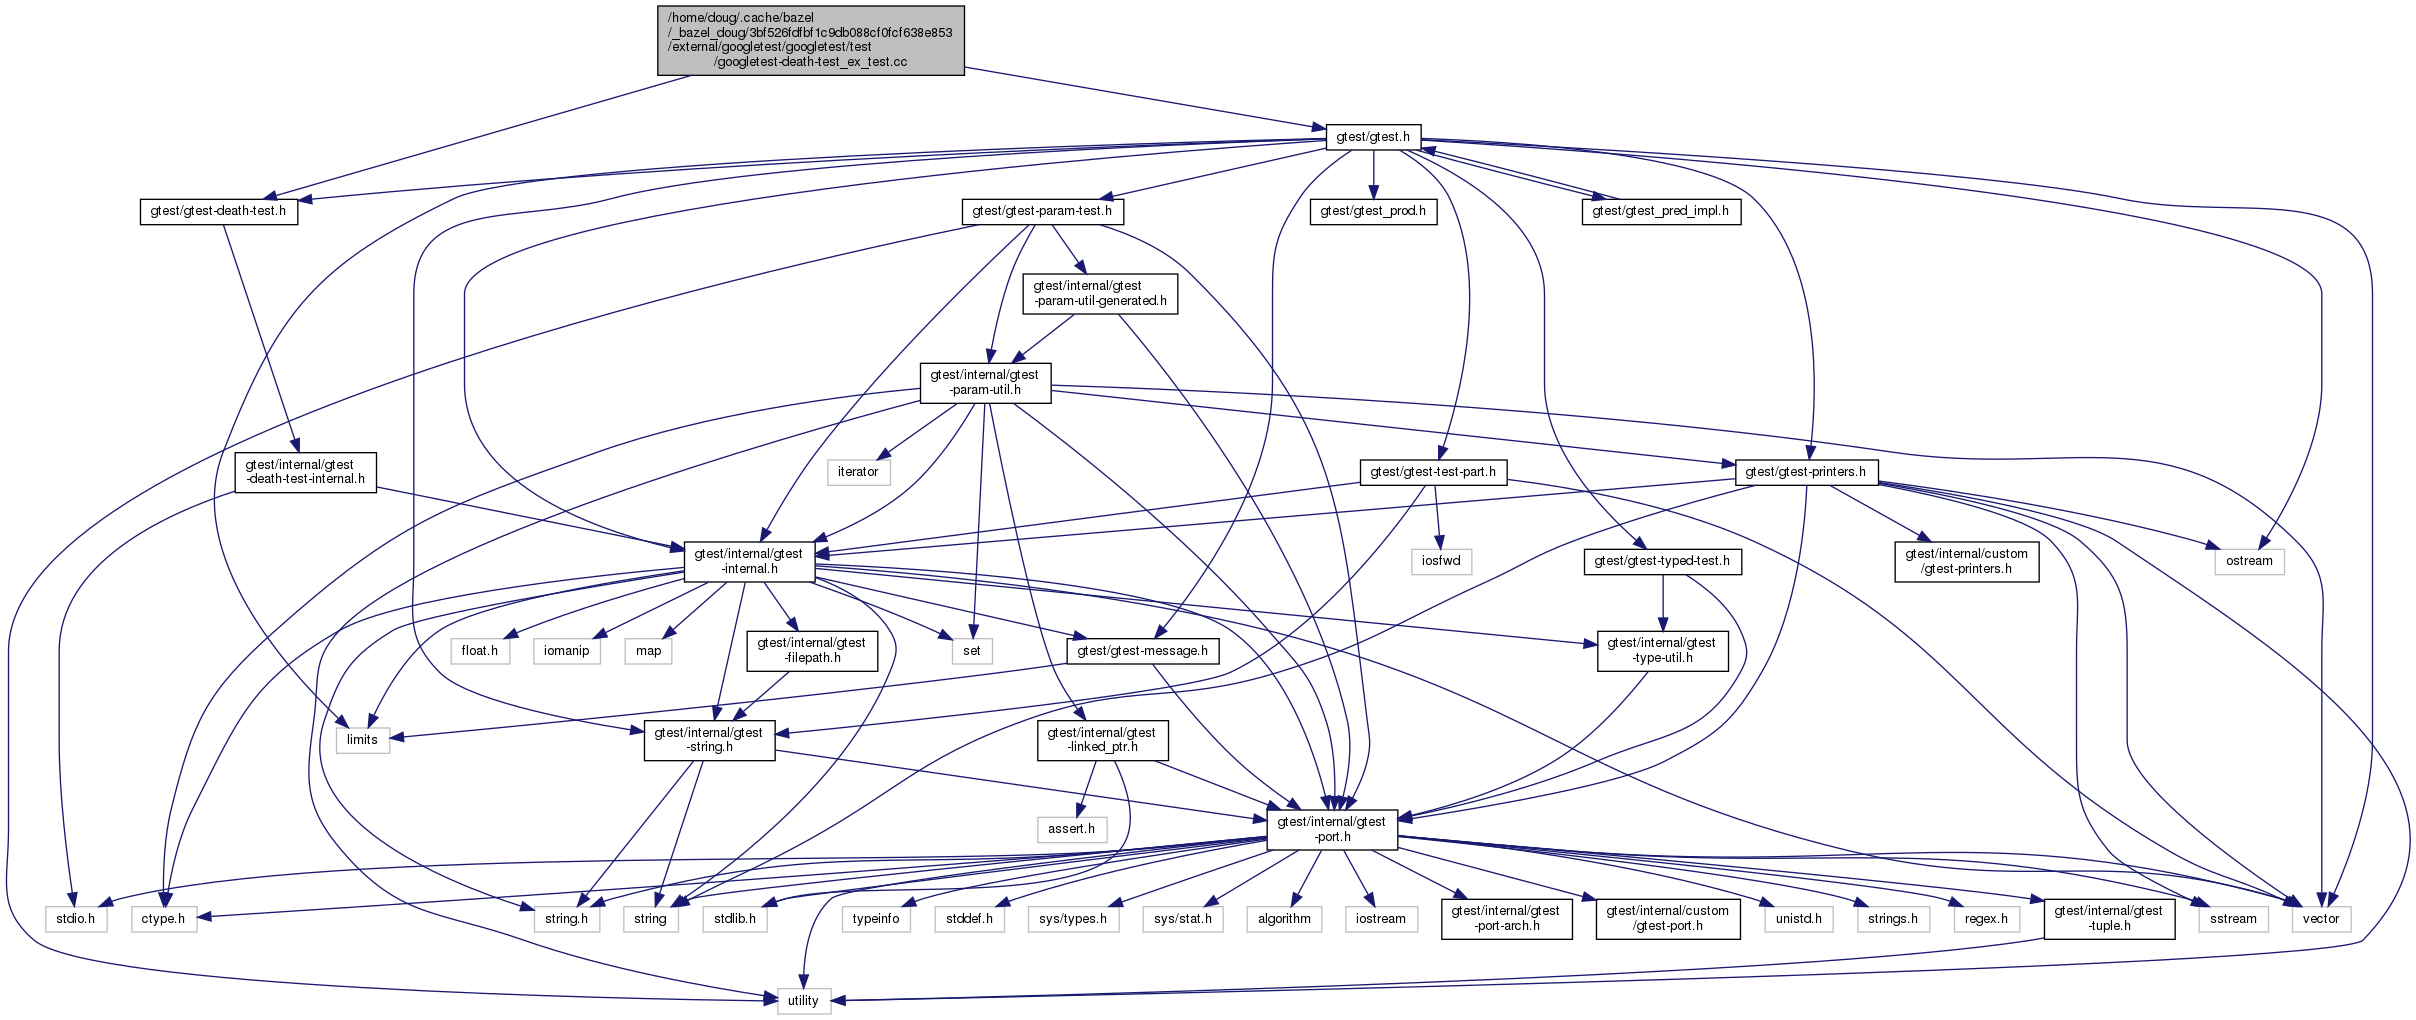 /home/doug/.cache/bazel
/_bazel_doug/3bf526fdfbf1c9db088cf0fcf638e853
/external/googletest/googletest/test
/googletest-death-test_ex_test.cc
gtest/gtest.h
gtest/gtest-death-test.h
gtest/gtest-param-test.h
gtest/gtest_prod.h
gtest/gtest_pred_impl.h
gtest/internal/gtest
-param-util-generated.h
gtest/internal/gtest
-param-util.h
gtest/internal/gtest
-death-test-internal.h
iterator
gtest/gtest-test-part.h
gtest/gtest-printers.h
gtest/internal/gtest
-internal.h
iosfwd
gtest/gtest-typed-test.h
gtest/internal/custom
/gtest-printers.h
ostream
float.h
iomanip
map
gtest/internal/gtest
-filepath.h
set
gtest/gtest-message.h
gtest/internal/gtest
-type-util.h
limits
gtest/internal/gtest
-string.h
gtest/internal/gtest
-linked_ptr.h
assert.h
gtest/internal/gtest
-port.h
stdio.h
ctype.h
string.h
string
stdlib.h
typeinfo
stddef.h
sys/types.h
sys/stat.h
algorithm
iostream
gtest/internal/gtest
-port-arch.h
gtest/internal/custom
/gtest-port.h
unistd.h
strings.h
regex.h
gtest/internal/gtest
-tuple.h
sstream
vector
utility